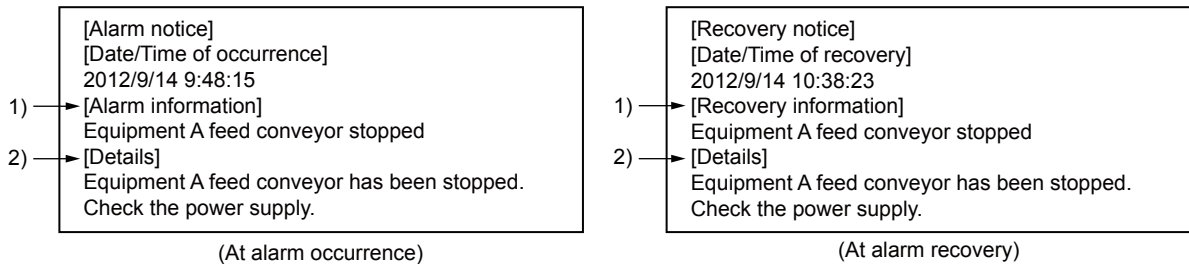 [Alarm notice]
[Date/Time of occurrence]
2012/9/14 9:48:15
1) [Alarm information]
Equipment A feed conveyor stopped
2) [Details]
Equipment A feed conveyor has been stopped.
Check the power supply.
(At alarm occurrence)
[Recovery notice]
[Date/Time of recovery]
2012/9/14 10:38:23
1) [Recovery information]
Equipment A feed conveyor stopped
2) [Details]
Equipment A feed conveyor has been stopped.
Check the power supply.
(At alarm recovery)